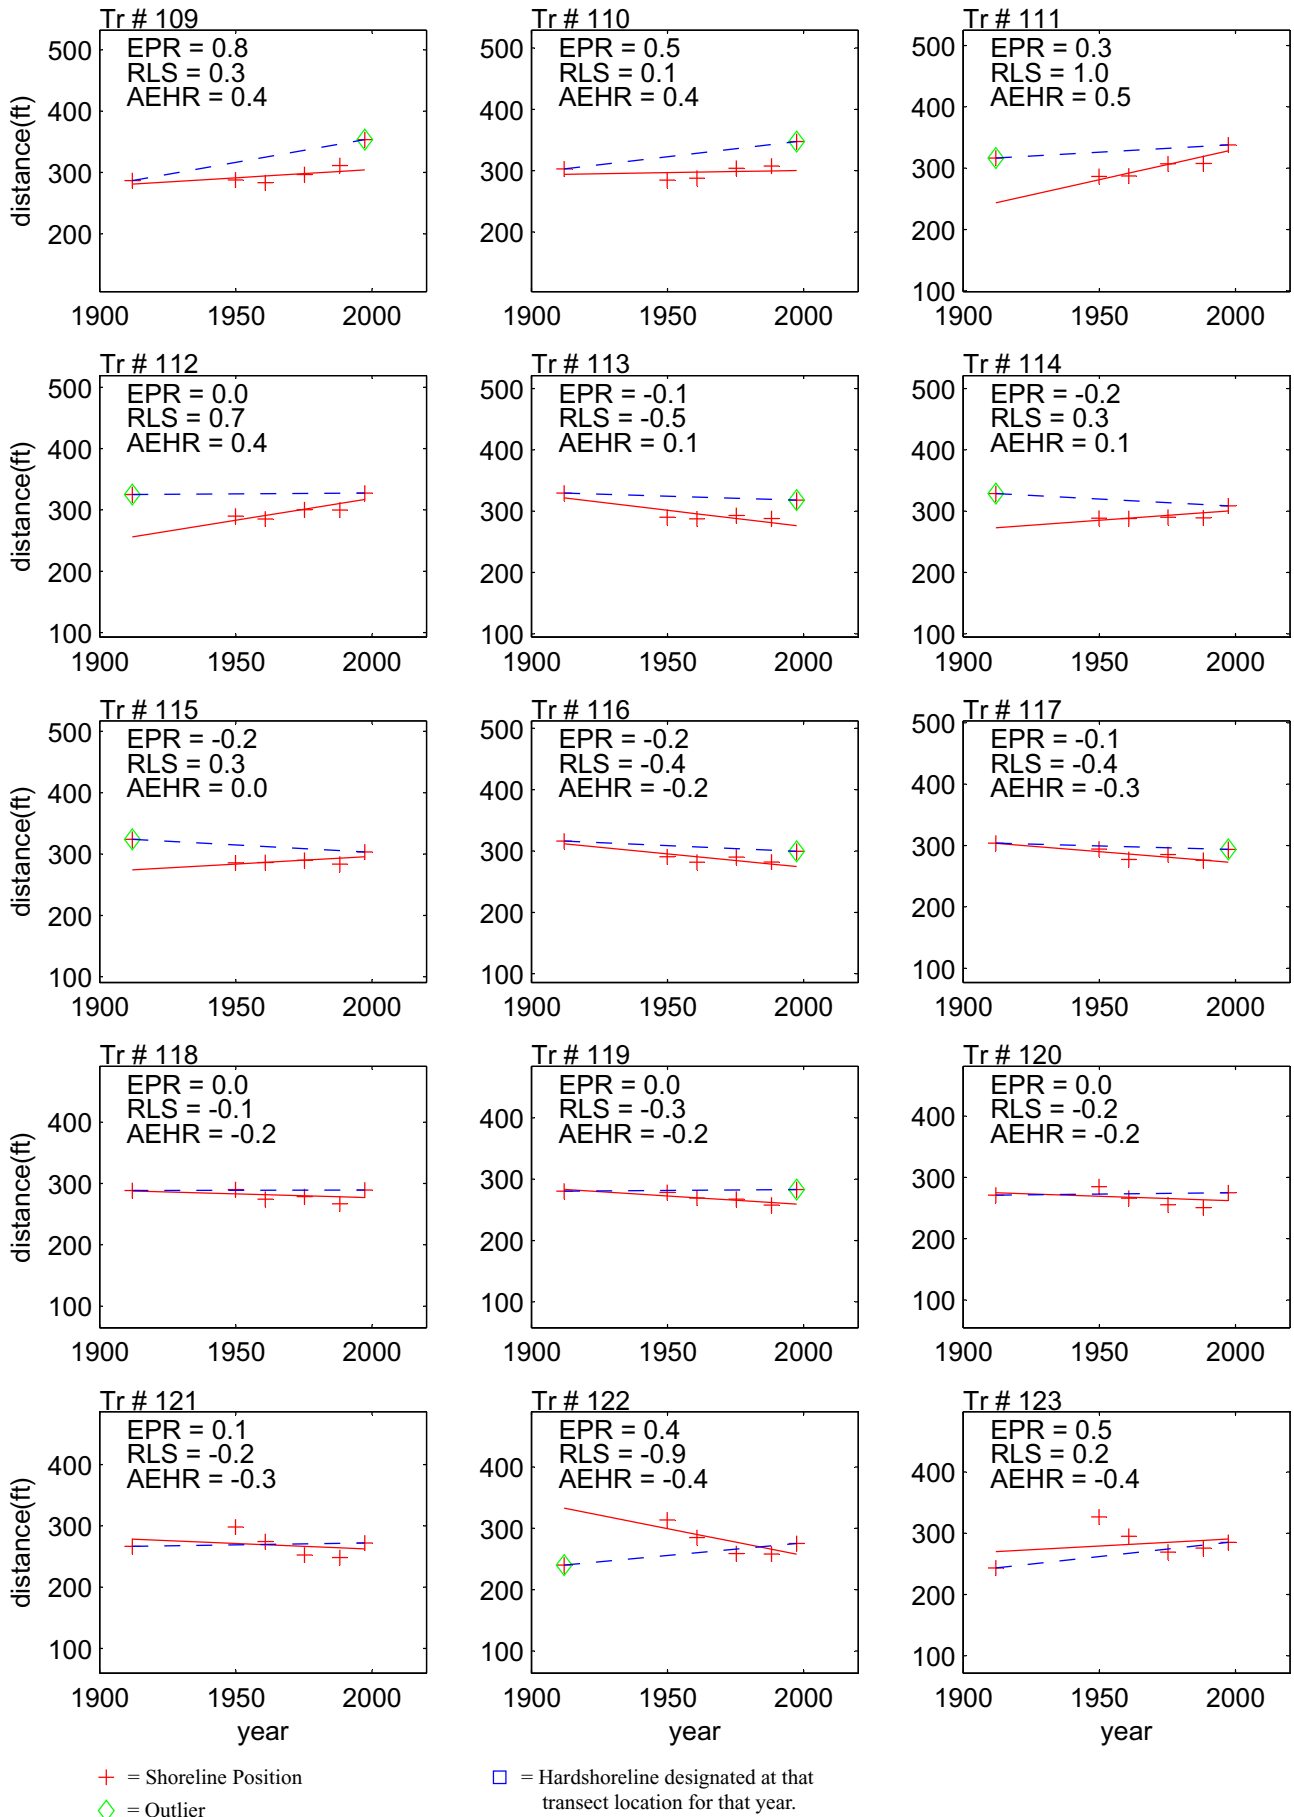 Tr # 109
EPR = 0.8
RLS = 0.3
AEHR = 0.4
500
400
300
200
distance(ft)
1900
1950
2000
Tr # 110
EPR = 0.5
RLS = 0.1
AEHR = 0.4
500
400
300
200
1900
1950
2000
Tr # 111
EPR = 0.3
RLS = 1.0
AEHR = 0.5
500
400
300
200
100
1900
1950
2000
Tr # 112
EPR = 0.0
RLS = 0.7
AEHR = 0.4
500
400
300
200
100
distance(ft)
1900
1950
2000
Tr # 113
EPR = -0.1
RLS = -0.5
AEHR = 0.1
500
400
300
200
100
1900
1950
2000
Tr # 114
EPR = -0.2
RLS = 0.3
AEHR = 0.1
500
400
300
200
100
1900
1950
2000
Tr # 115
EPR = -0.2
RLS = 0.3
AEHR = 0.0
500
400
300
200
100
distance(ft)
1900
1950
2000
Tr # 116
EPR = -0.2
RLS = -0.4
AEHR = -0.2
500
400
300
200
100
1900
1950
2000
Tr # 117
EPR = -0.1
RLS = -0.4
AEHR = -0.3
500
400
300
200
100
1900
1950
2000
Tr # 118
EPR = 0.0
RLS = -0.1
AEHR = -0.2
400
300
200
100
distance(ft)
1900
1950
2000
Tr # 119
EPR = 0.0
RLS = -0.3
AEHR = -0.2
400
300
200
100
1900
1950
2000
Tr # 120
EPR = 0.0
RLS = -0.2
AEHR = -0.2
400
300
200
100
1900
1950
2000
Tr # 121
EPR = 0.1
RLS = -0.2
AEHR = -0.3
400
300
200
100
distance(ft)
1900
1950
2000
year
Tr # 122
EPR = 0.4
RLS = -0.9
AEHR = -0.4
400
300
200
100
1900
1950
2000
year
Tr # 123
EPR = 0.5
RLS = 0.2
AEHR = -0.4
400
300
200
100
1900
1950
2000
year
= Shoreline Position
= Outlier
= Hardshoreline designated at that
transect location for that year.